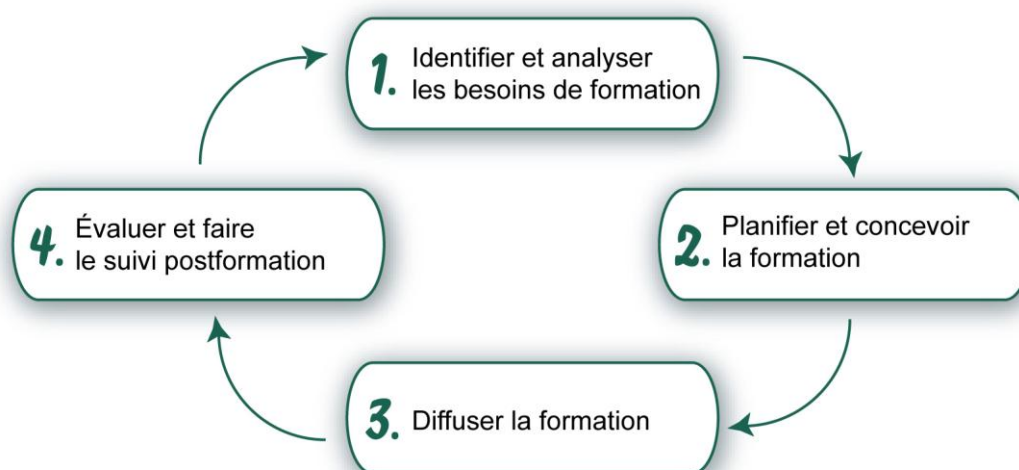 1. Identifier et analyser
les besoins de formation
2. Planifier et concevoir
la formation
3. Diffuser la formation
4. Évaluer et faire
le suivi postformation